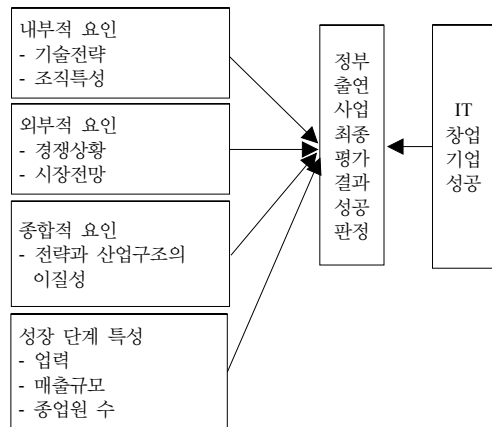 내부적 요인
- 기술전략
- 조직특성
외부적 요인
- 경쟁상황
- 시장전망
종합적 요인
- 전략과 산업구조의
이질성
성장 단계 특성
- 업력
- 매출규모
- 종업원 수
정부
출연
사업
최종
평가
결과
성공
판정
IT
창업
기업
성공